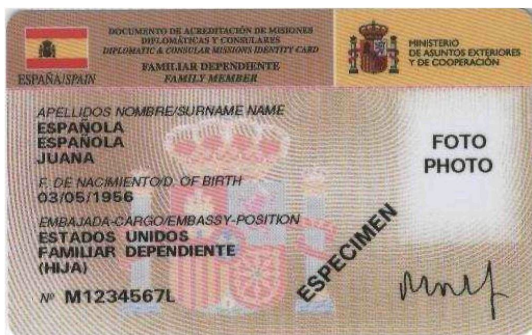 DOCUMENTO DE ACREDITACIÓN DE MISIONES
DIPLOMÁTICAS Y CONSULARES
DIPLOMATIC & CONSULAR MISSIONS IDENTITY CARD
FAMILIAR DEPENDIENTE
FAMILY MEMBER
ESPAÑA/SPAIN
MINISTERIO
DE ASUNTOS EXTERIORES
Y DE COOPERACIÓN
APELLIDOS NOMBRE/SURNAME NAME
ESPAÑOLA
ESPAÑOLA
JUANA
F. DE NACIMIENTO/D. OF BIRTH
03/05/1956
EMBAJADA-CARGO/EMBASSY-POSITION
ESTADOS UNIDOS
FAMILIAR DEPENDIENTE
(HIJA)
Nº M1234567L
FOTO
PHOTO
ESPECIMEN